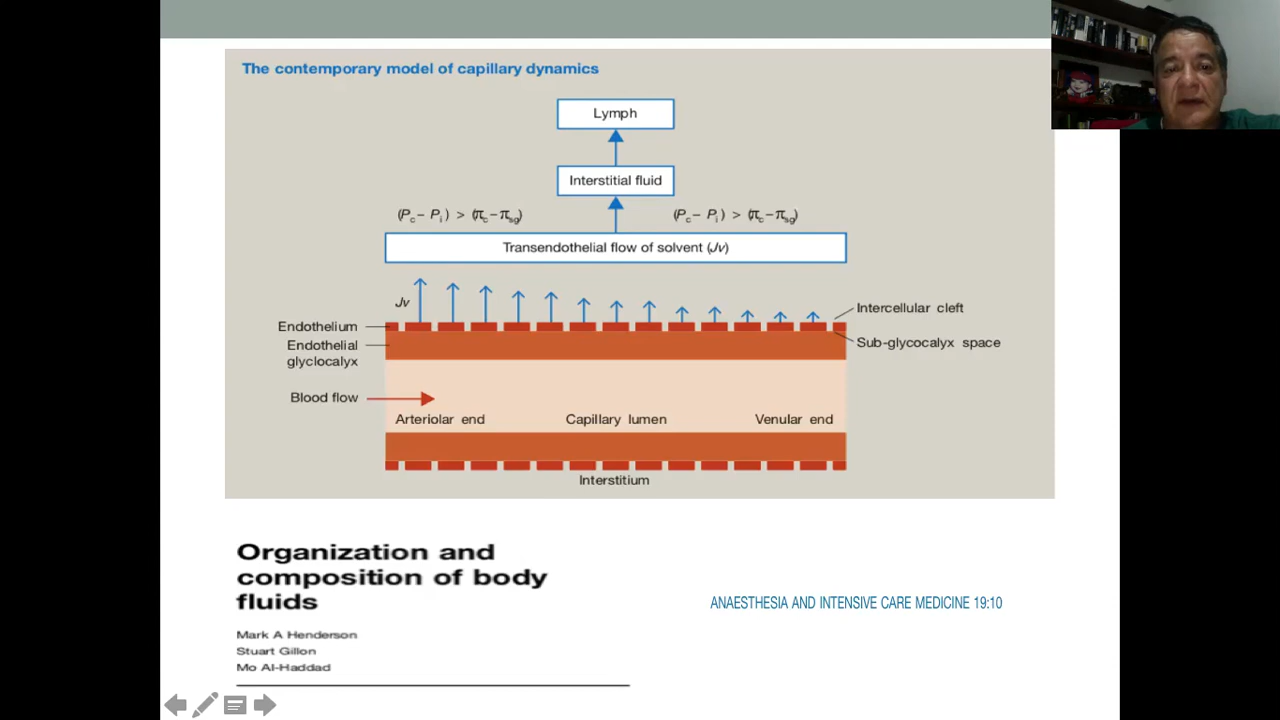 The contemporary model of capillary dynamics
Lymph
Interstitial fluid
(Pc – Pi) > (πc – πsg)
(Pc – Pi) > (πc – πsg)
Transendothelial flow of solvent (Jv)
Jv
Intercellular cleft
Endothelium
Endothelial
glyclocalyx
Sub-glycocalyx space
Blood flow
Arteriolar end
Capillary lumen
Venular end
Interstitium
Organization and
composition of body
fluids
ANAESTHESIA AND INTENSIVE CARE MEDICINE 19:10
Mark A Henderson
Stuart Gillon
Mo Al-Haddad